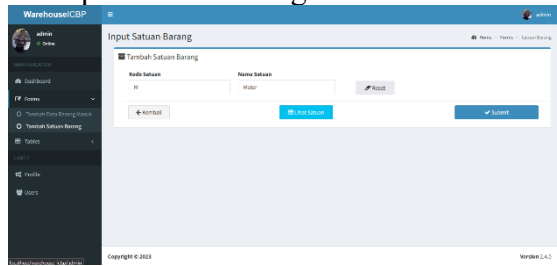 WarehouseICBP
admin
admin
Online
Input Satuan Barang
Home - Forms - Satuan Barang
Tambah Satuan Barang
Kode Satuan
Nama Satuan
M
Reset
Dashboard
Forms
Tambah Data Barang Masuk
Tambah Satuan Barang
Kembali
Lihat Satuan
Submit
Tables
Profile
Users
Copyright © 2023
Version 2.4.0